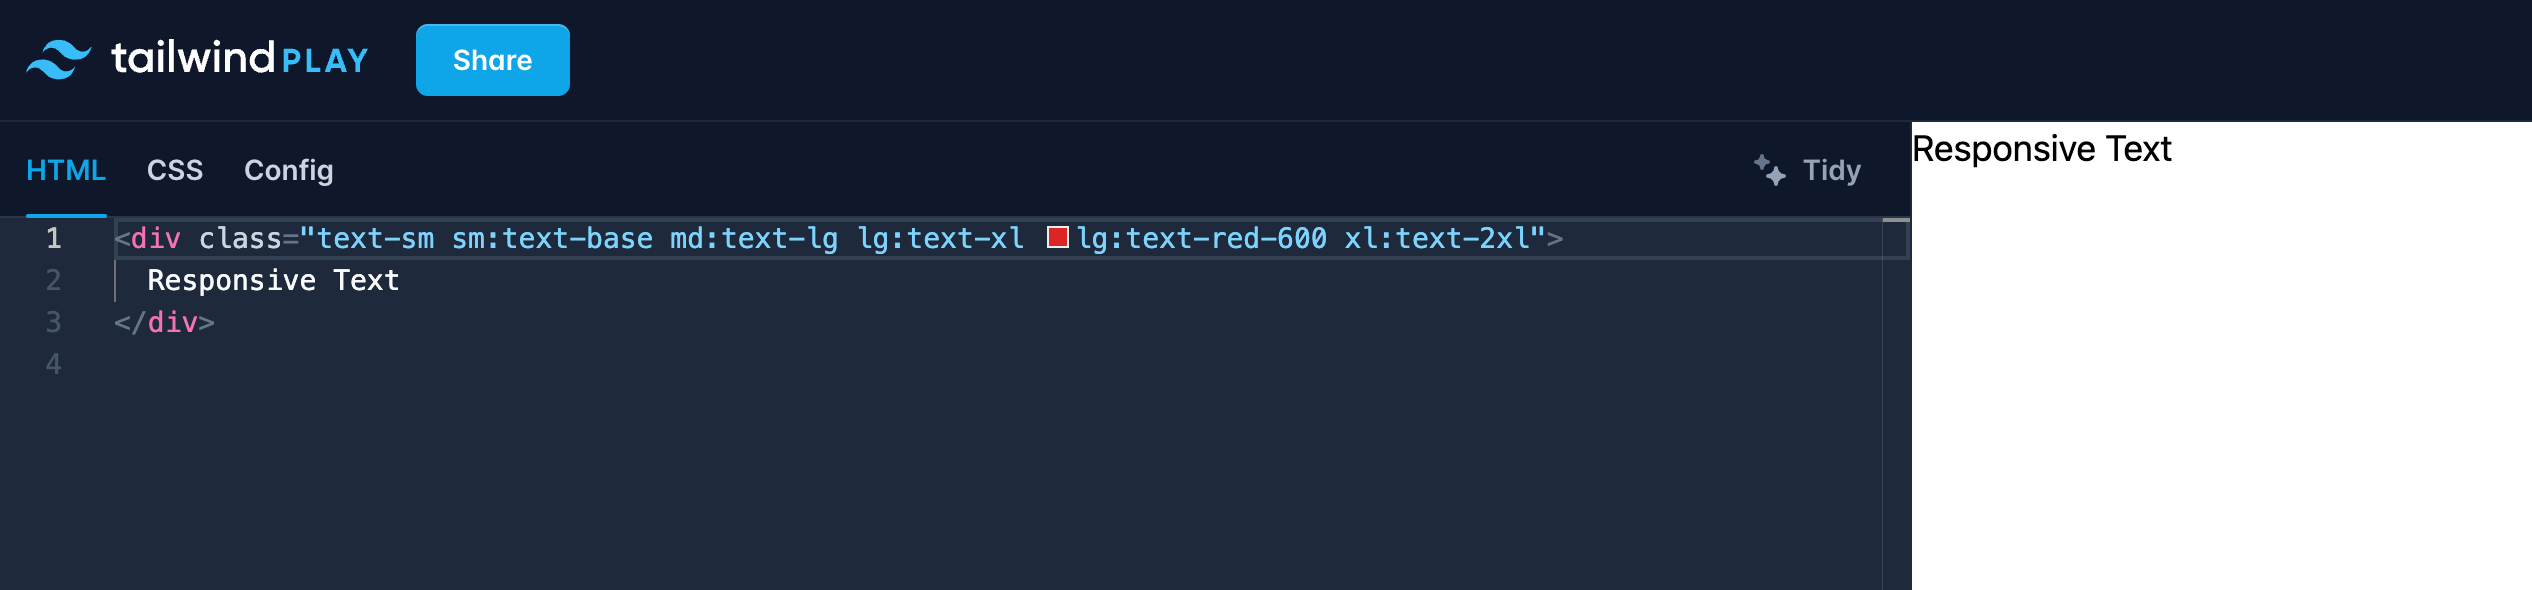 tailwind PLAY
Share
HTML CSS Config
Tidy
1 <div class="text-sm sm:text-base md:text-lg lg:text-xl lg:text-red-600 xl:text-2xl">
2 Responsive Text
3 </div>
4
Responsive Text